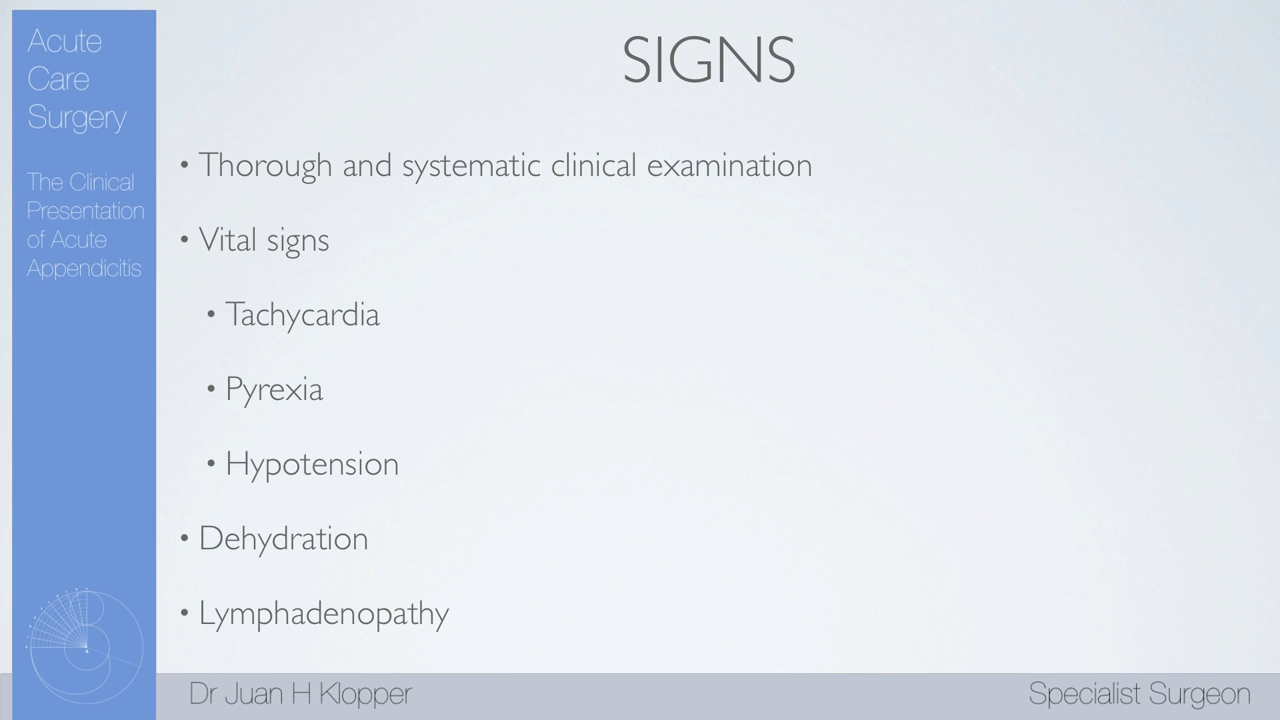 Acute
Care
Surgery
The Clinical
Presentation
of Acute
Appendicitis
SIGNS
• Thorough and systematic clinical examination
• Vital signs
• Tachycardia
• Pyrexia
• Hypotension
• Dehydration
• Lymphadenopathy
Dr Juan H Klopper
Specialist Surgeon